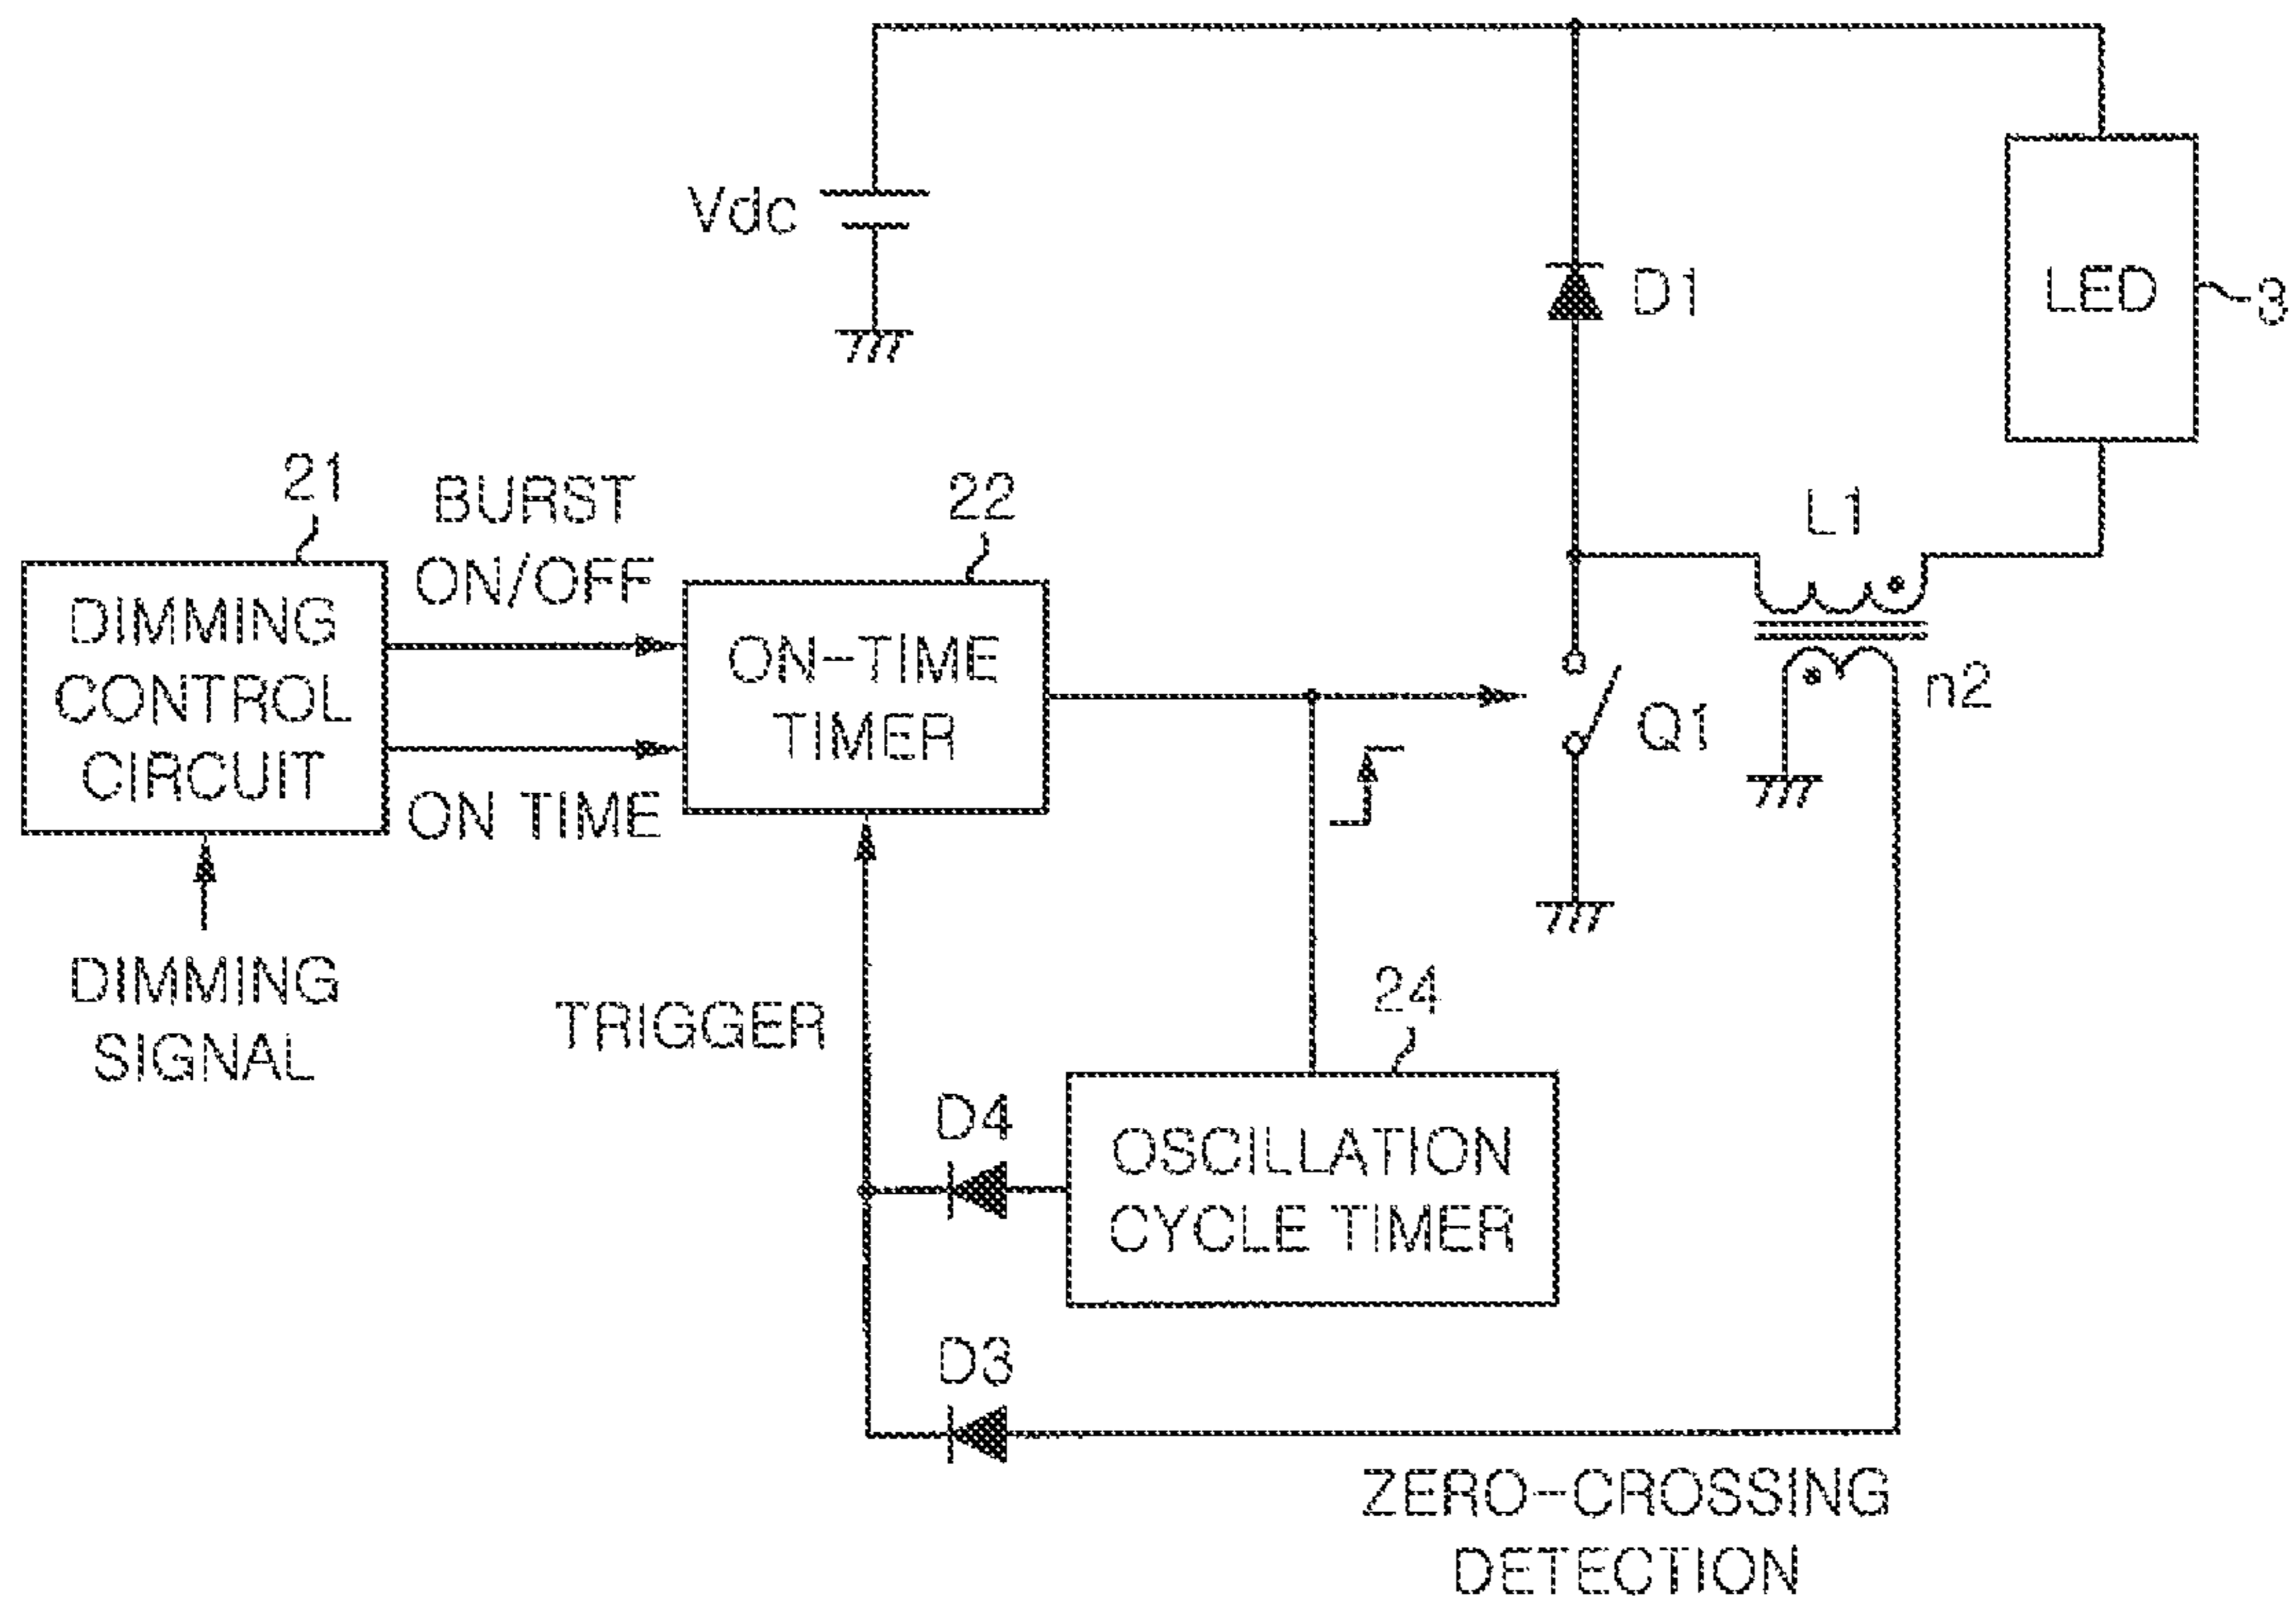 Vdc
D1
LED
3
21
BURST
ON/OFF
22
L1
DIMMING
CONTROL
CIRCUIT
ON-TIME
TIMER
n2
Q1
ON TIME
DIMMING
SIGNAL
TRIGGER
24
D4
OSCILLATION
CYCLE TIMER
D3
ZERO-CROSSING
DETECTION